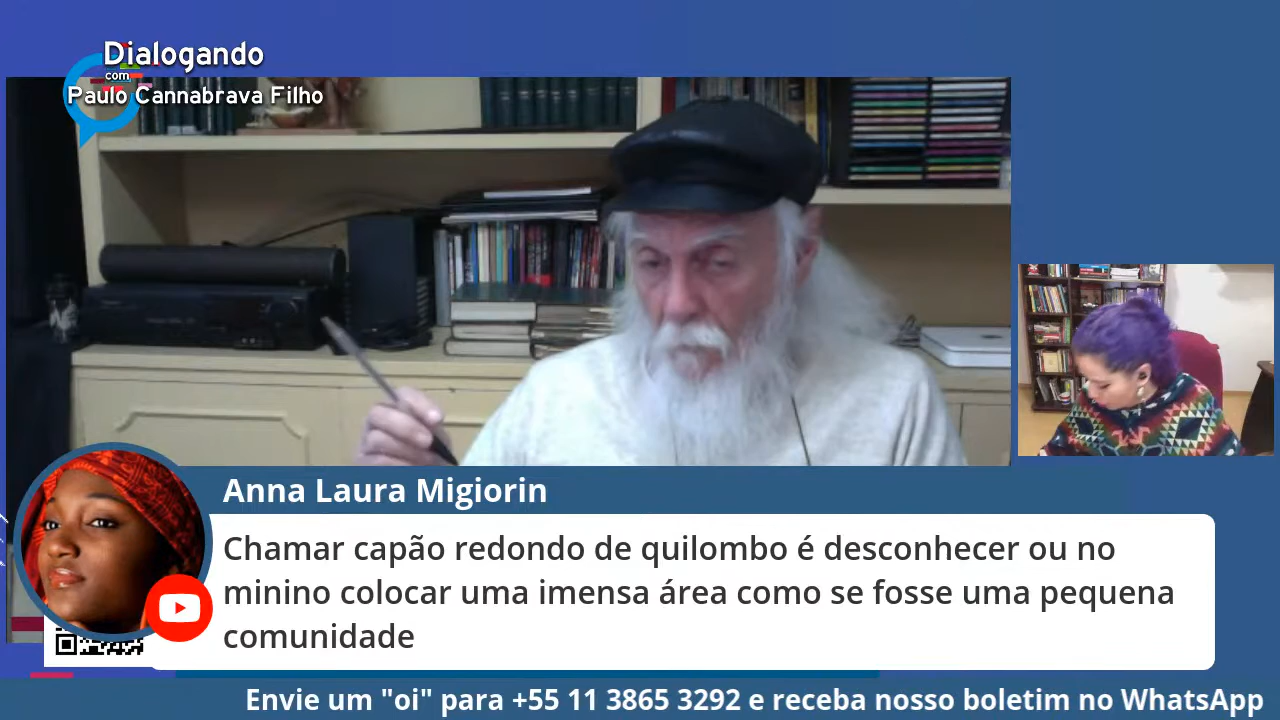 Dialogando
com
Paulo Cannabrava Filho
Anna Laura Migiorin
Chamar capão redondo de quilombo é desconhecer ou no
minino colocar uma imensa área como se fosse uma pequena
comunidade
Envie um "oi" para +55 11 3865 3292 e receba nosso boletim no WhatsApp